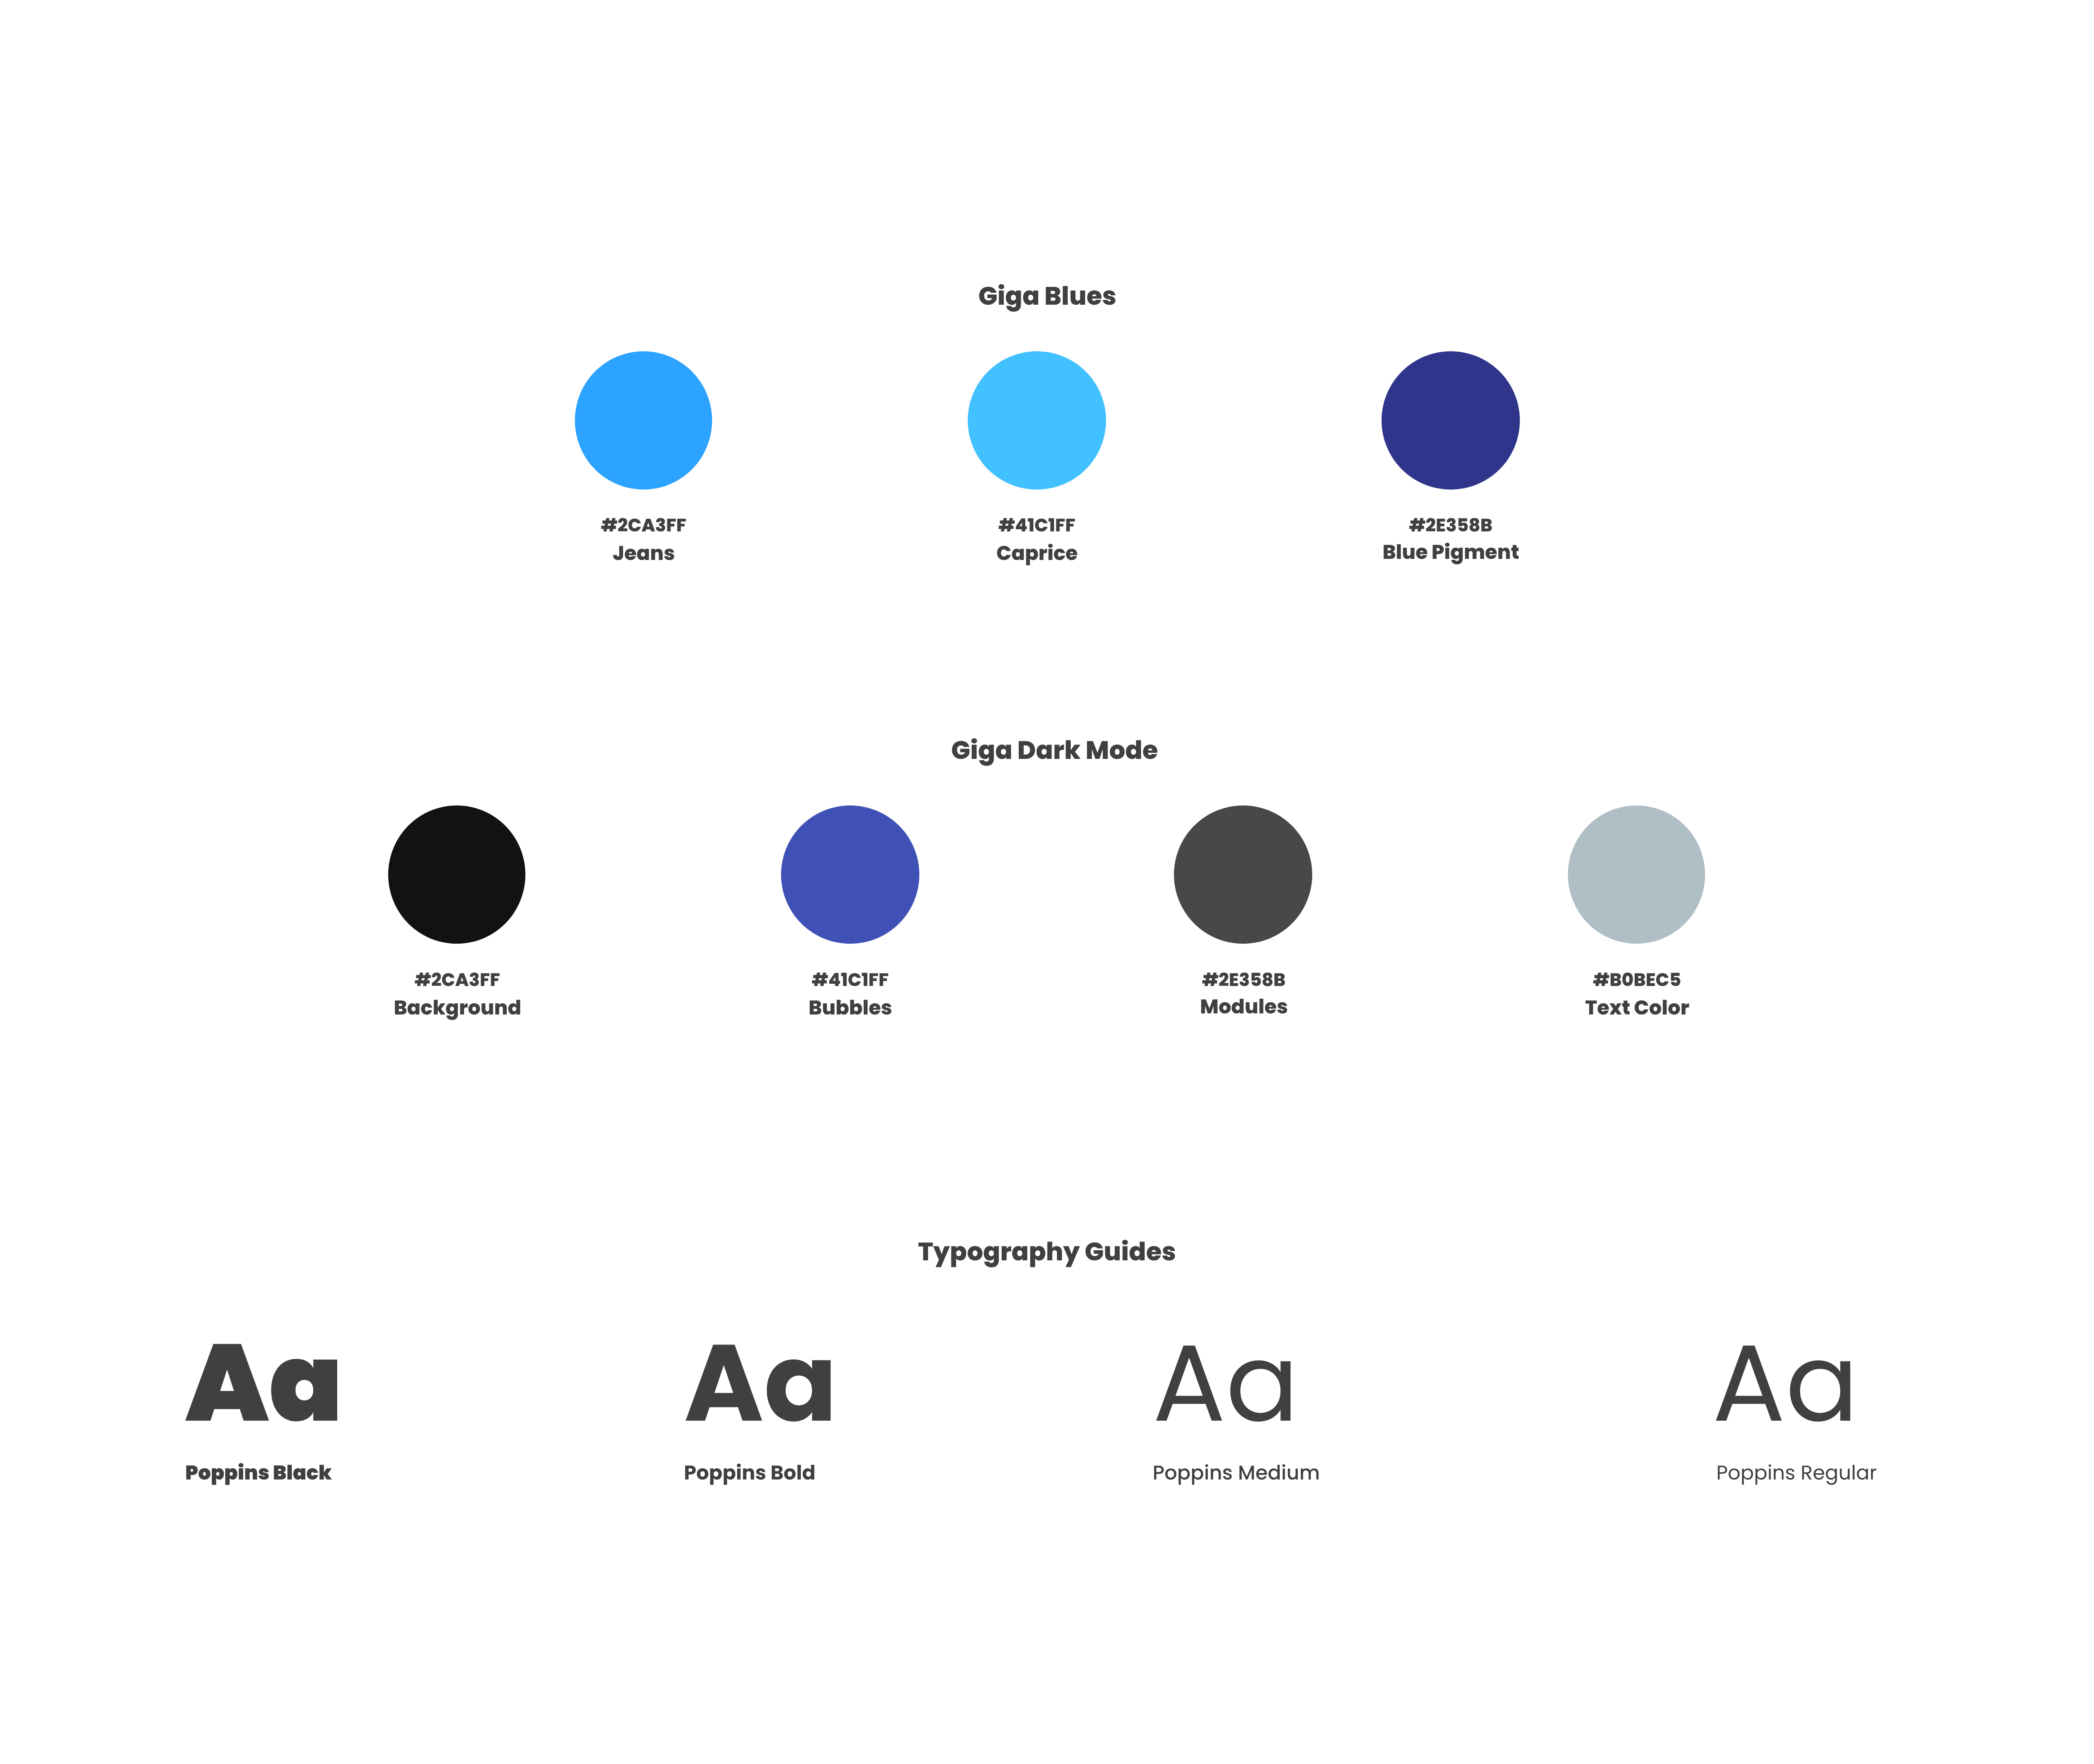 Giga Blues
#2CA3FF
Jeans
#41C1FF
Caprice
#2E358B
Blue Pigment
Giga Dark Mode
#2CA3FF
Background
#41C1FF
Bubbles
#2E358B
Modules
#B0BEC5
Text Color
Typography Guides
Aa
Poppins Black
Aa
Poppins Bold
Aa
Poppins Medium
Aa
Poppins Regular